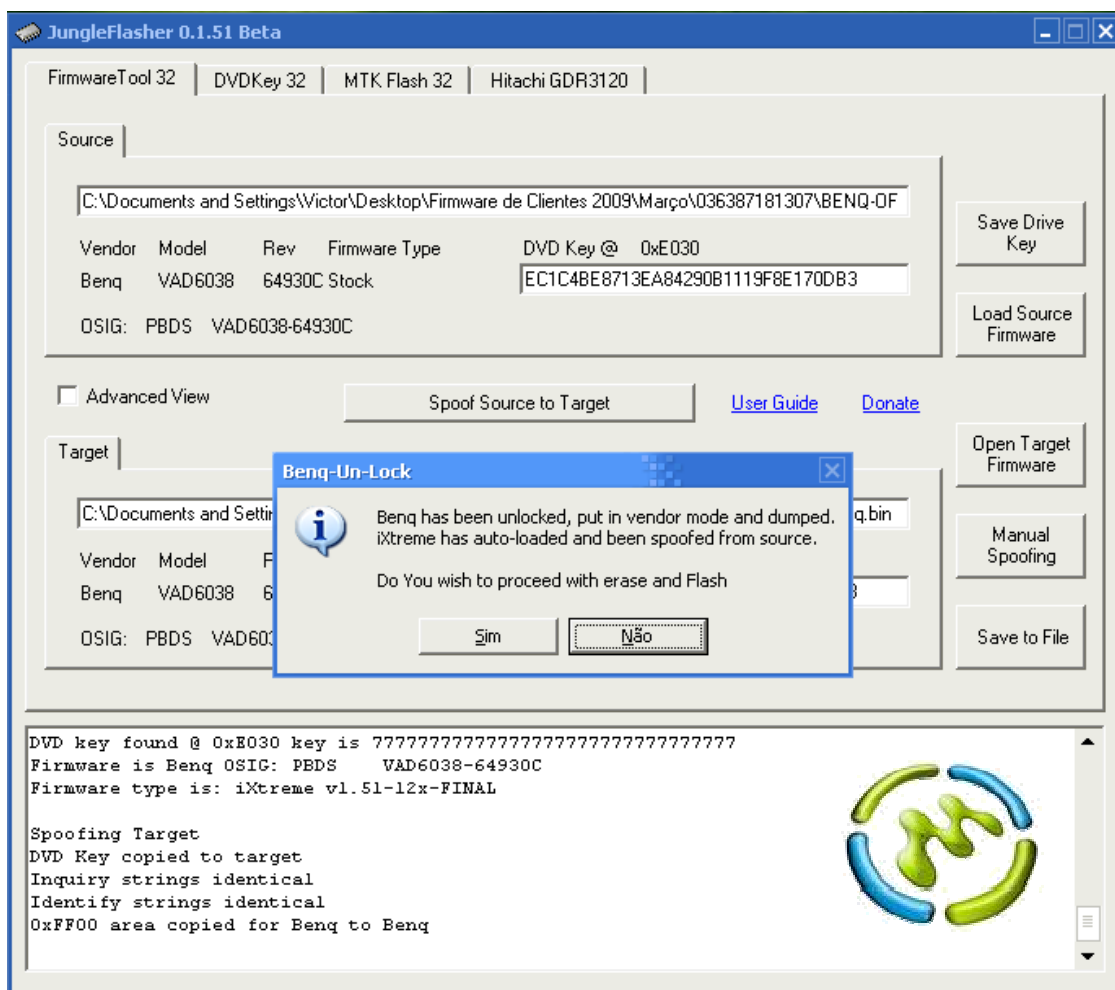 JungleFlasher 0.1.51 Beta
FirmwareTool 32 DVDKey 32 MTK Flash 32 Hitachi GDR3120
Source
C:\Documents and Settings\Victor\Desktop\Firmware de Clientes 2009\Março\036387181307\BENQ-OF
Vendor Model Rev Firmware Type DVD Key @ 0xE030
Benq VAD6038 64930C Stock EC1C4BE8713EA84290B1119F8E170DB3
OSIG: PBDS VAD6038-64930C
Save Drive
Key
Load Source
Firmware
Advanced View Spoof Source to Target User Guide Donate
Target
C:\Documents and Settin q.bin
Vendor Model F
Benq VAD6038 6 3
OSIG: PBDS VAD603
Open Target
Firmware
Manual
Spoofing
Save to File
Benq-Un-Lock
Benq has been unlocked, put in vendor mode and dumped.
iXtreme has auto-loaded and been spoofed from source.
Do You wish to proceed with erase and Flash
Sim Não
DVD key found @ 0xE030 key is 77777777777777777777777777777777
Firmware is Benq OSIG: PBDS VAD6038-64930C
Firmware type is: iXtreme v1.51-12x-FINAL
Spoofing Target
DVD Key copied to target
Inquiry strings identical
Identify strings identical
0xFF00 area copied for Benq to Benq